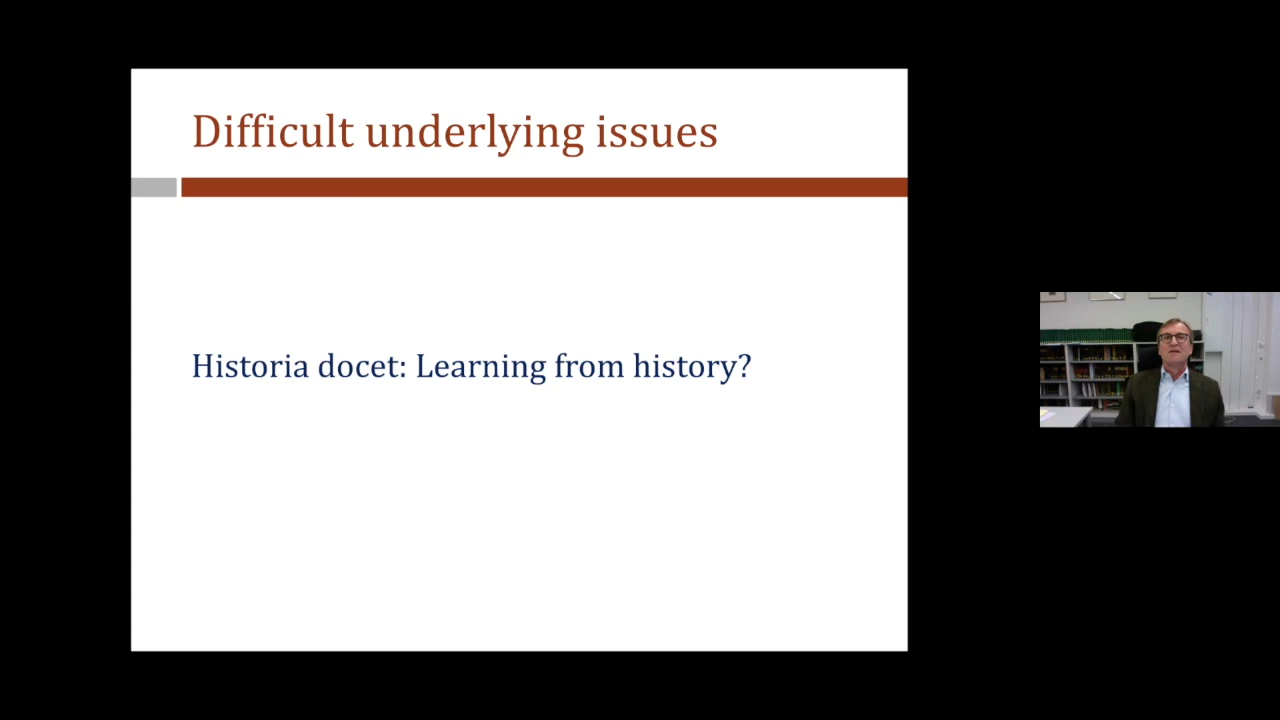 Difficult underlying issues
Historia docet: Learning from history?